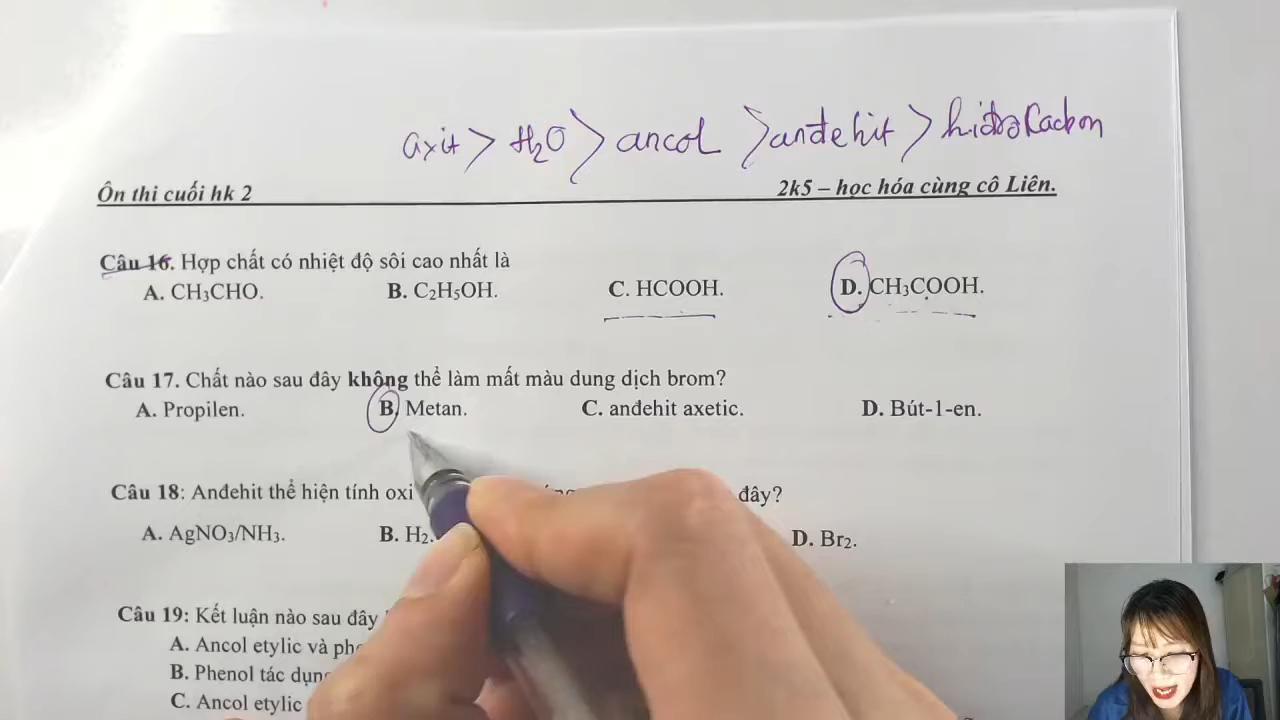 axit > H₂O > ancol > anđehit > hiđrocacbon
Ôn thi cuối hk 2 2k5 – học hóa cùng cô Liên.
Câu 16. Hợp chất có nhiệt độ sôi cao nhất là
A. CH₃CHO. B. C₂H₅OH. C. HCOOH. D. CH₃COOH.
Câu 17. Chất nào sau đây không thể làm mất màu dung dịch brom?
A. Propilen. B. Metan. C. anđehit axetic. D. Bút-1-en.
Câu 18: Anđehit thể hiện tính oxi đây?
A. AgNO₃/NH₃. B. H₂. D. Br₂.
Câu 19: Kết luận nào sau đây
A. Ancol etylic và
B. Phenol tác
C. Ancol etylic